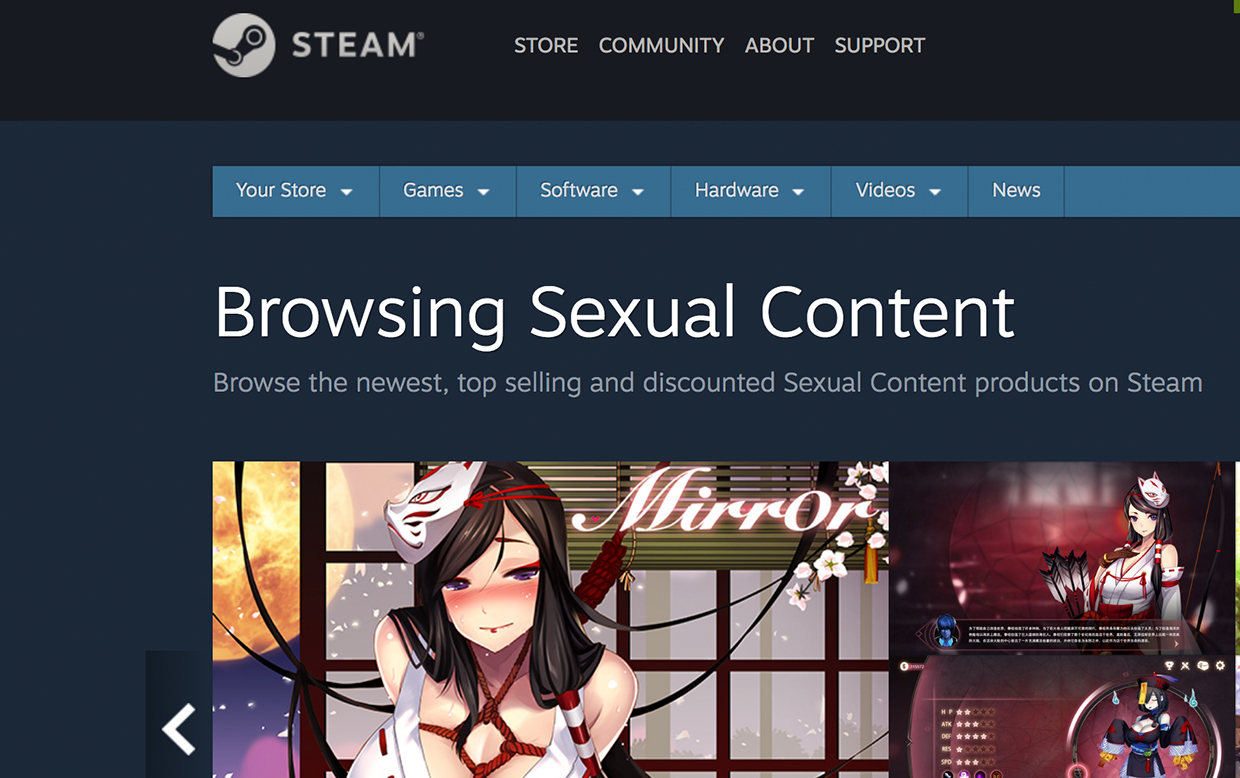 STEAM®
STORE COMMUNITY ABOUT SUPPORT
Your Store Games Software Hardware Videos News
Browsing Sexual Content
Browse the newest, top selling and discounted Sexual Content products on Steam
Mirror
HP
ATK
DEF
RES
SPD